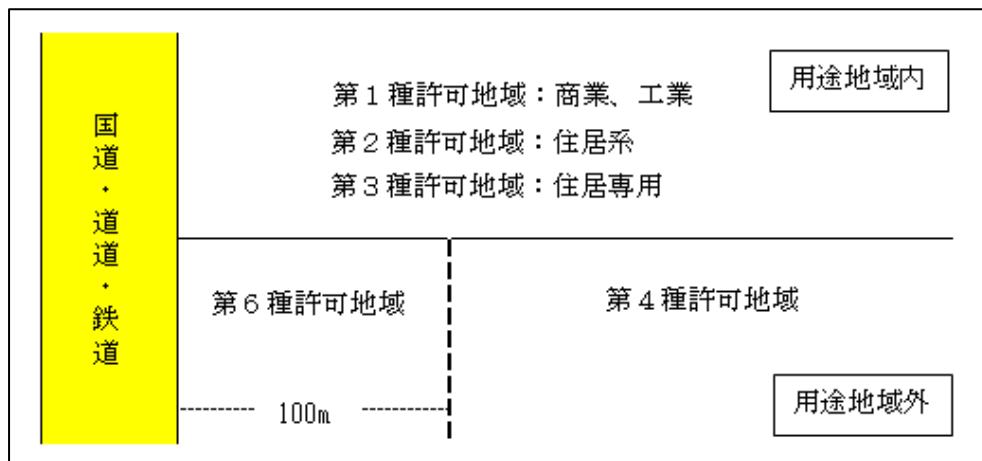 国道・道道・鉄道
第１種許可地域：商業、工業
第２種許可地域：住居系
第３種許可地域：住居専用
用途地域内
第６種許可地域
第４種許可地域
100m
用途地域外